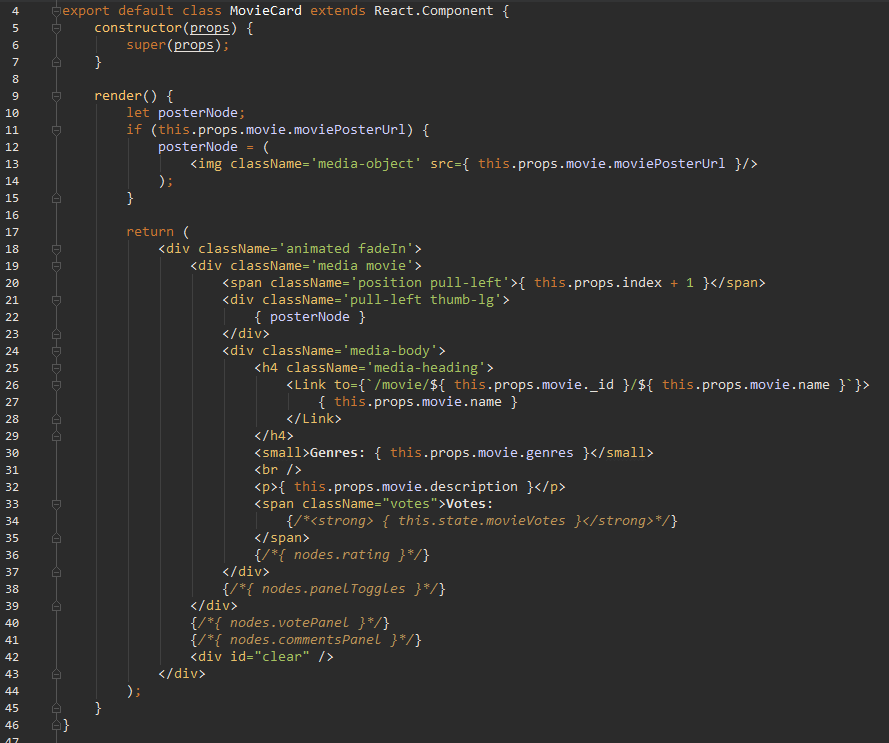 4 export default class MovieCard extends React.Component {
5     constructor(props) {
6         super(props);
7     }
8
9     render() {
10         let posterNode;
11         if (this.props.movie.moviePosterUrl) {
12             posterNode = (
13                 <img className='media-object' src={ this.props.movie.moviePosterUrl }/>
14             );
15         }
16
17         return (
18             <div className='animated fadeIn'>
19                 <div className='media movie'>
20                     <span className='position pull-left'>{ this.props.index + 1 }</span>
21                     <div className='pull-left thumb-lg'>
22                         { posterNode }
23                     </div>
24                     <div className='media-body'>
25                         <h4 className='media-heading'>
26                             <Link to={`/movie/${ this.props.movie._id }/${ this.props.movie.name }`}>
27                                 { this.props.movie.name }
28                             </Link>
29                         </h4>
30                         <small>Genres: { this.props.movie.genres }</small>
31                         <br />
32                         <p>{ this.props.movie.description }</p>
33                         <span className="votes">Votes:
34                             {/*<strong> { this.state.movieVotes }</strong>*/}
35                         </span>
36                         {/*{ nodes.rating }*/}
37                     </div>
38                     {/*{ nodes.panelToggles }*/}
39                 </div>
40                 {/*{ nodes.votePanel }*/}
41                 {/*{ nodes.commentsPanel }*/}
42                 <div id="clear" />
43             </div>
44         );
45     }
46 }
47